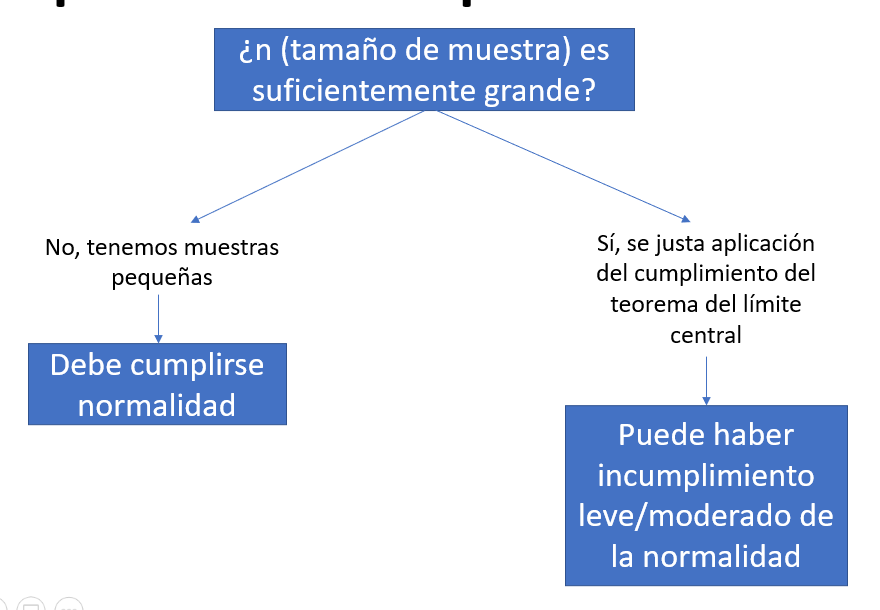 ¿n (tamaño de muestra) es
suficientemente grande?
No, tenemos muestras
pequeñas
Sí, se justa aplicación
del cumplimiento del
teorema del límite
central
Debe cumplirse
normalidad
Puede haber
incumplimiento
leve/moderado de
la normalidad